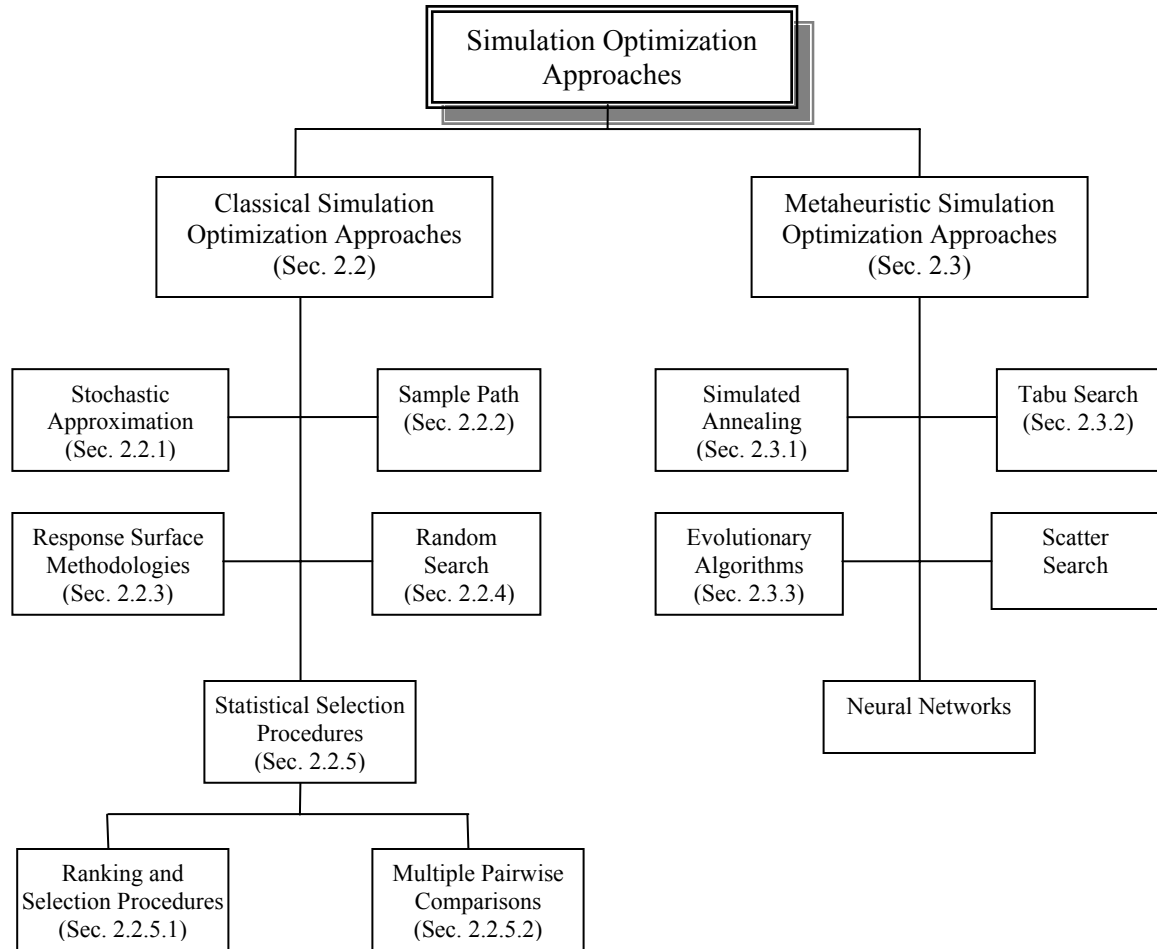 Simulation Optimization
Approaches
Classical Simulation
Optimization Approaches
(Sec. 2.2)
Metaheuristic Simulation
Optimization Approaches
(Sec. 2.3)
Stochastic
Approximation
(Sec. 2.2.1)
Sample Path
(Sec. 2.2.2)
Simulated
Annealing
(Sec. 2.3.1)
Tabu Search
(Sec. 2.3.2)
Response Surface
Methodologies
(Sec. 2.2.3)
Random
Search
(Sec. 2.2.4)
Evolutionary
Algorithms
(Sec. 2.3.3)
Scatter
Search
Statistical Selection
Procedures
(Sec. 2.2.5)
Neural Networks
Ranking and
Selection Procedures
(Sec. 2.2.5.1)
Multiple Pairwise
Comparisons
(Sec. 2.2.5.2)